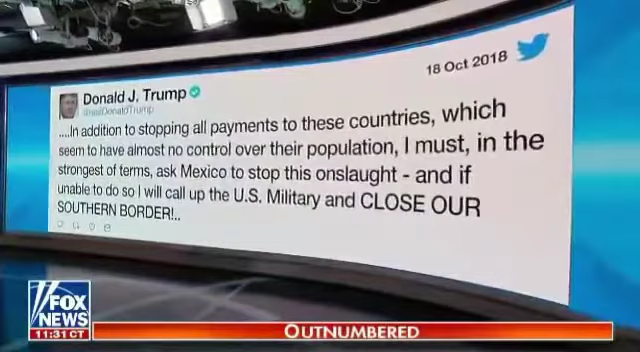 18 Oct 2018
Donald J. Trump
@realDonaldTrump
....In addition to stopping all payments to these countries, which
seem to have almost no control over their population, I must, in the
strongest of terms, ask Mexico to stop this onslaught - and if
unable to do so I will call up the U.S. Military and CLOSE OUR
SOUTHERN BORDER!..
FOX
NEWS
11:31 CT
OUTNUMBERED